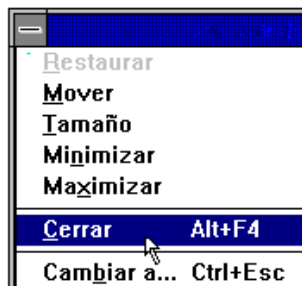 Restaurar
Mover
Tamaño
Minimizar
Maximizar
Cerrar Alt+F4
Cambiar a... Ctrl+Esc